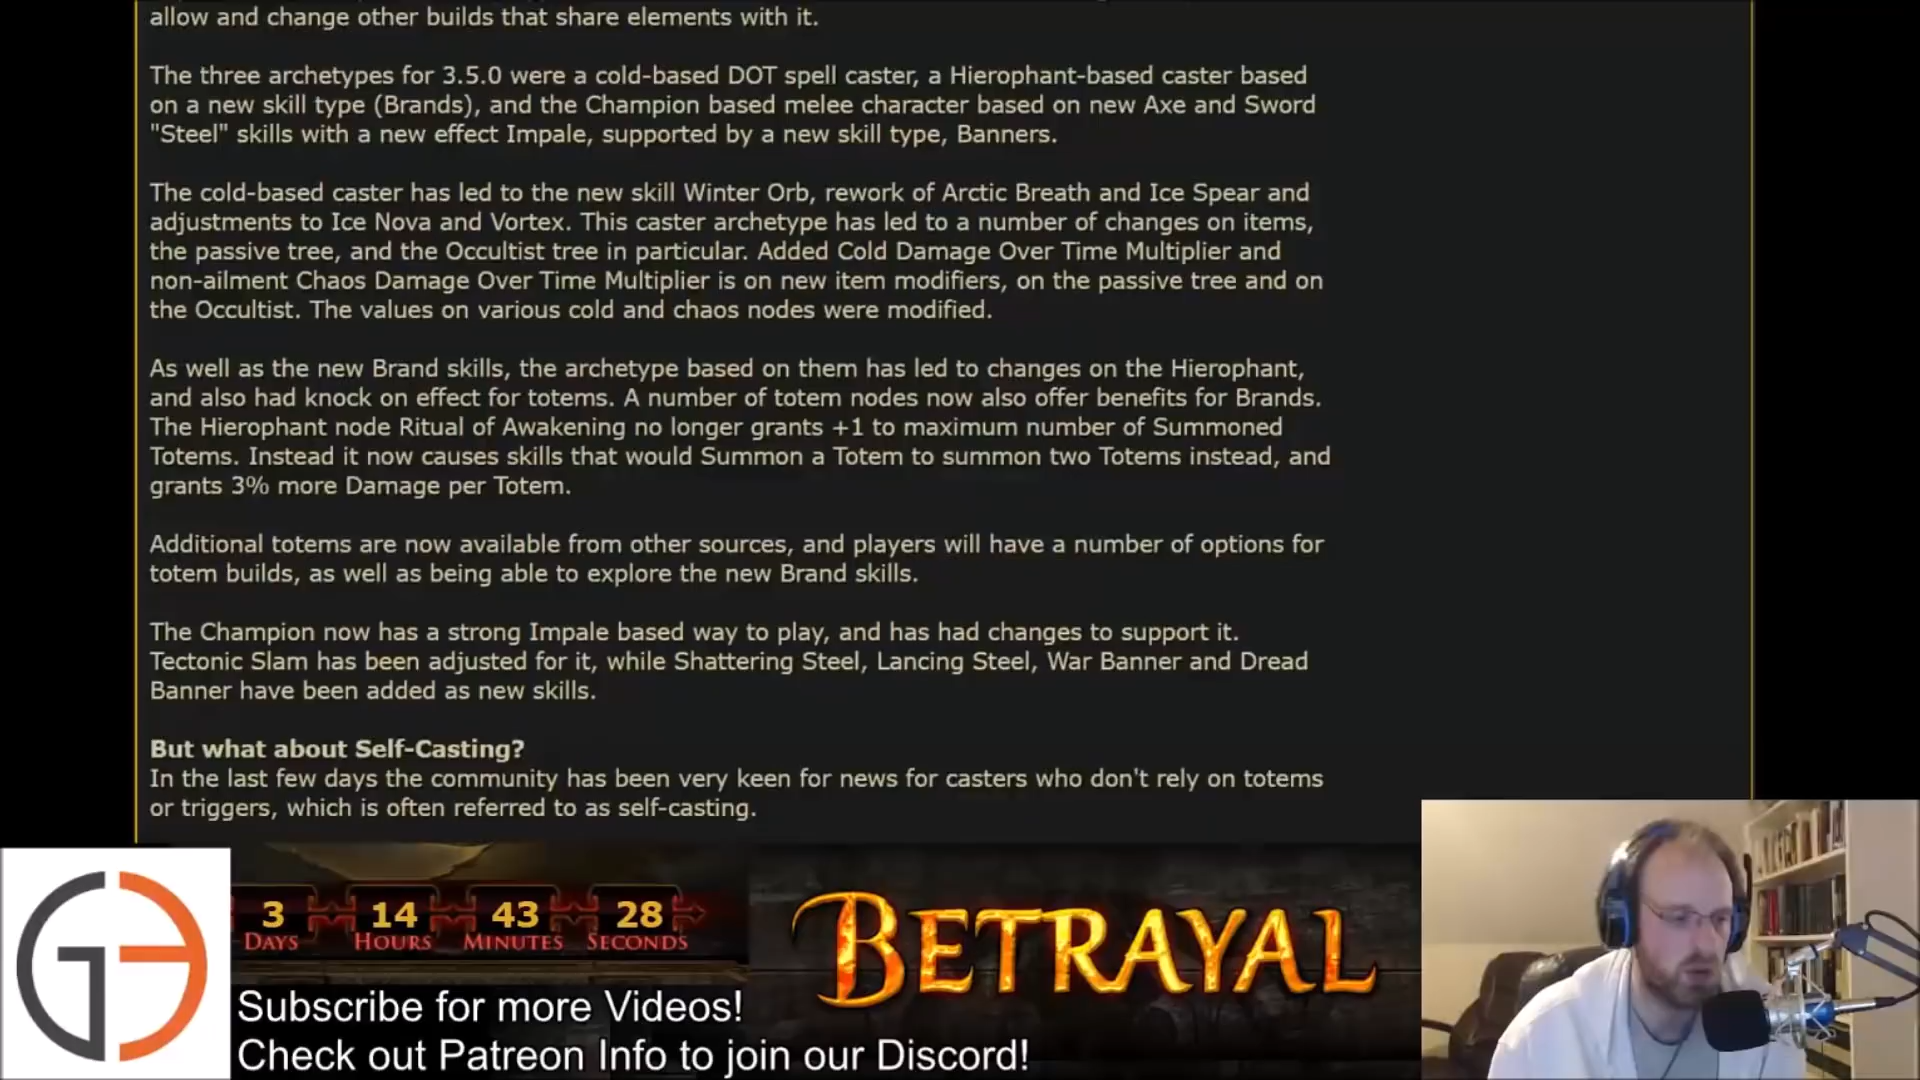 allow and change other builds that share elements with it.
The three archetypes for 3.5.0 were a cold-based DOT spell caster, a Hierophant-based caster based
on a new skill type (Brands), and the Champion based melee character based on new Axe and Sword
"Steel" skills with a new effect Impale, supported by a new skill type, Banners.
The cold-based caster has led to the new skill Winter Orb, rework of Arctic Breath and Ice Spear and
adjustments to Ice Nova and Vortex. This caster archetype has led to a number of changes on items,
the passive tree, and the Occultist tree in particular. Added Cold Damage Over Time Multiplier and
non-ailment Chaos Damage Over Time Multiplier is on new item modifiers, on the passive tree and on
the Occultist. The values on various cold and chaos nodes were modified.
As well as the new Brand skills, the archetype based on them has led to changes on the Hierophant,
and also had knock on effect for totems. A number of totem nodes now also offer benefits for Brands.
The Hierophant node Ritual of Awakening no longer grants +1 to maximum number of Summoned
Totems. Instead it now causes skills that would Summon a Totem to summon two Totems instead, and
grants 3% more Damage per Totem.
Additional totems are now available from other sources, and players will have a number of options for
totem builds, as well as being able to explore the new Brand skills.
The Champion now has a strong Impale based way to play, and has had changes to support it.
Tectonic Slam has been adjusted for it, while Shattering Steel, Lancing Steel, War Banner and Dread
Banner have been added as new skills.
But what about Self-Casting?
In the last few days the community has been very keen for news for casters who don't rely on totems
or triggers, which is often referred to as self-casting.
3 14 43 28
DAYS HOURS MINUTES SECONDS
BETRAYAL
Subscribe for more Videos!
Check out Patreon Info to join our Discord!